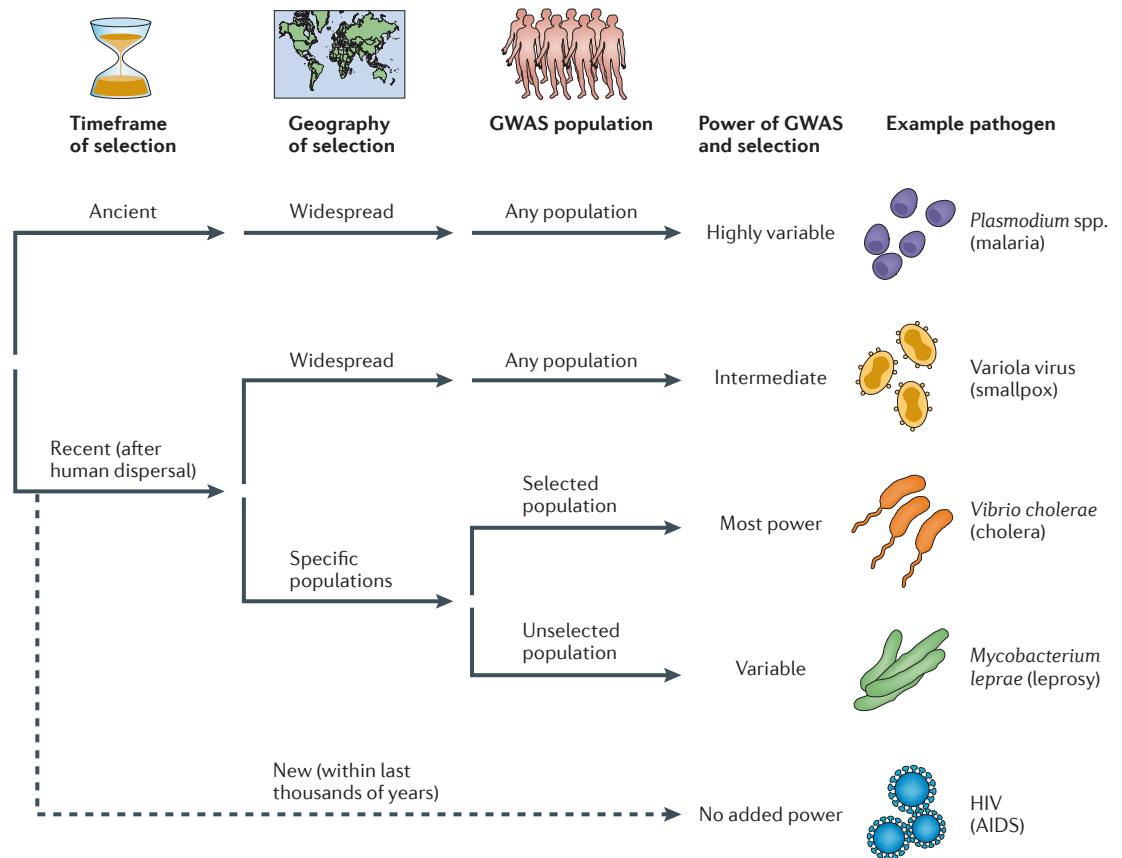 Timeframe
of selection
Geography
of selection
GWAS population
Power of GWAS
and selection
Example pathogen
Ancient
Widespread
Any population
Highly variable
Plasmodium spp.
(malaria)
Widespread
Any population
Intermediate
Variola virus
(smallpox)
Recent (after
human dispersal)
Selected
population
Most power
Vibrio cholerae
(cholera)
Specific
populations
Unselected
population
Variable
Mycobacterium
leprae (leprosy)
New (within last
thousands of years)
No added power
HIV
(AIDS)